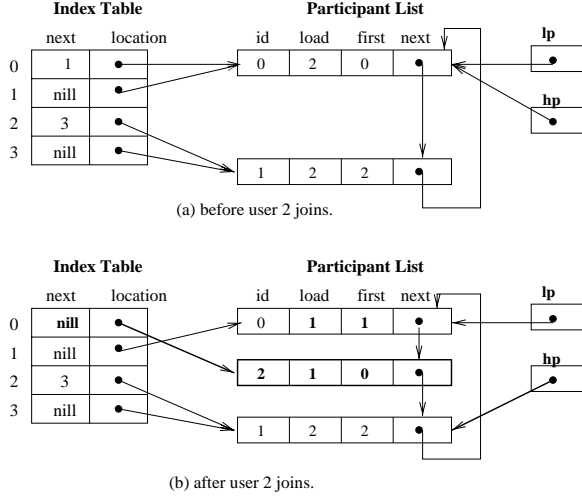 Index Table Participant List
next location id load first next lp
0 1 0 2 0
1 nill hp
2 3
3 nill 1 2 2
(a) before user 2 joins.
Index Table Participant List
next location id load first next lp
0 nill 0 1 1
1 nill 2 1 0 hp
2 3
3 nill 1 2 2
(b) after user 2 joins.